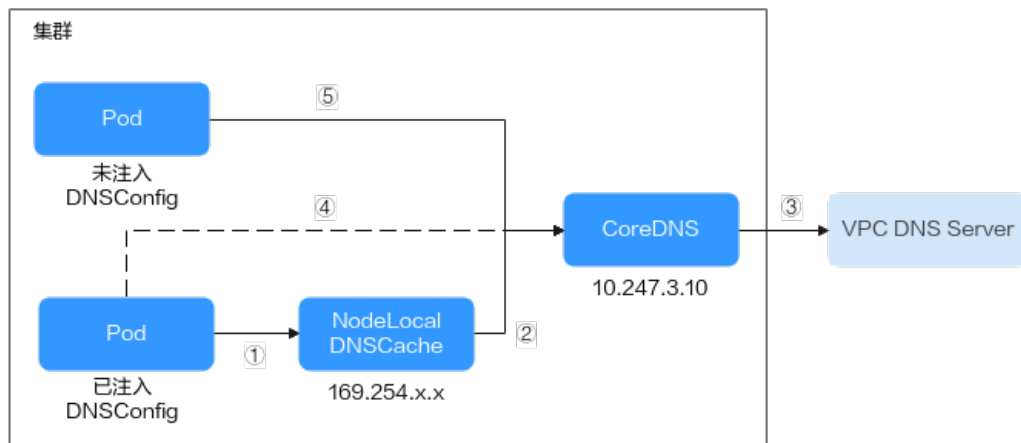 集群
Pod
⑤
未注入
DNSConfig
④
CoreDNS
③
VPC DNS Server
10.247.3.10
Pod
①
NodeLocal
DNSCache
②
169.254.x.x
已注入
DNSConfig